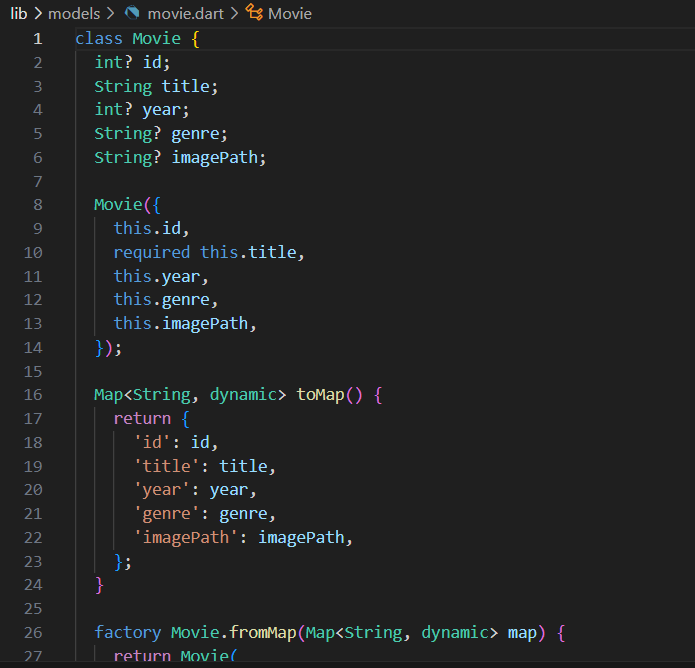 lib > models > movie.dart > Movie
1 class Movie {
2   int? id;
3   String title;
4   int? year;
5   String? genre;
6   String? imagePath;
7
8   Movie({
9     this.id,
10     required this.title,
11     this.year,
12     this.genre,
13     this.imagePath,
14   });
15
16   Map<String, dynamic> toMap() {
17     return {
18       'id': id,
19       'title': title,
20       'year': year,
21       'genre': genre,
22       'imagePath': imagePath,
23     };
24   }
25
26   factory Movie.fromMap(Map<String, dynamic> map) {
27     return Movie(